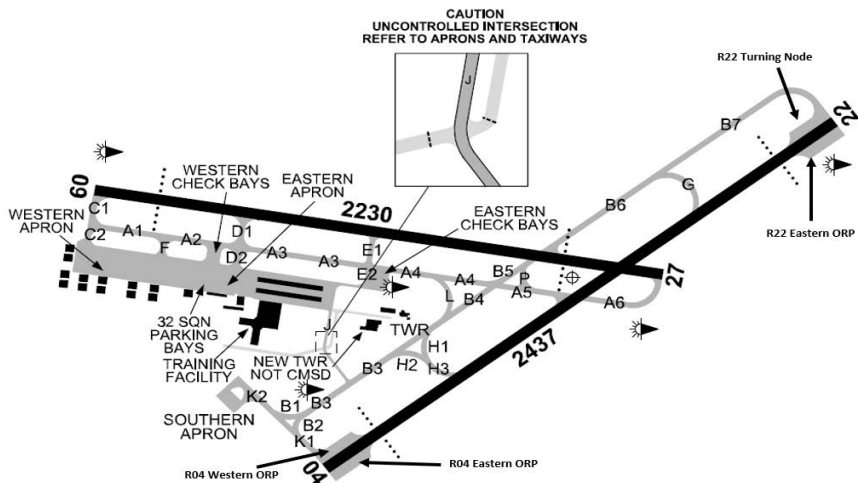 CAUTION
UNCONTROLLED INTERSECTION
REFER TO APRONS AND TAXIWAYS
J
R22 Turning Node
22
B7
R22 Eastern ORP
G
B6
WESTERN
CHECK BAYS
EASTERN
APRON
09
WESTERN
APRON
C1
C2
A1
F
A2
D1
D2
A3
A3
2230
E1
E2
EASTERN
CHECK BAYS
A4
A4
B5
P
A5
27
A6
L
B4
32 SQN
PARKING
BAYS
TRAINING
FACILITY
J
TWR
NEW TWR
NOT CMSD
H1
H2
H3
B3
2437
K2
SOUTHERN
APRON
B1
B3
B2
K1
04
R04 Western ORP
R04 Eastern ORP